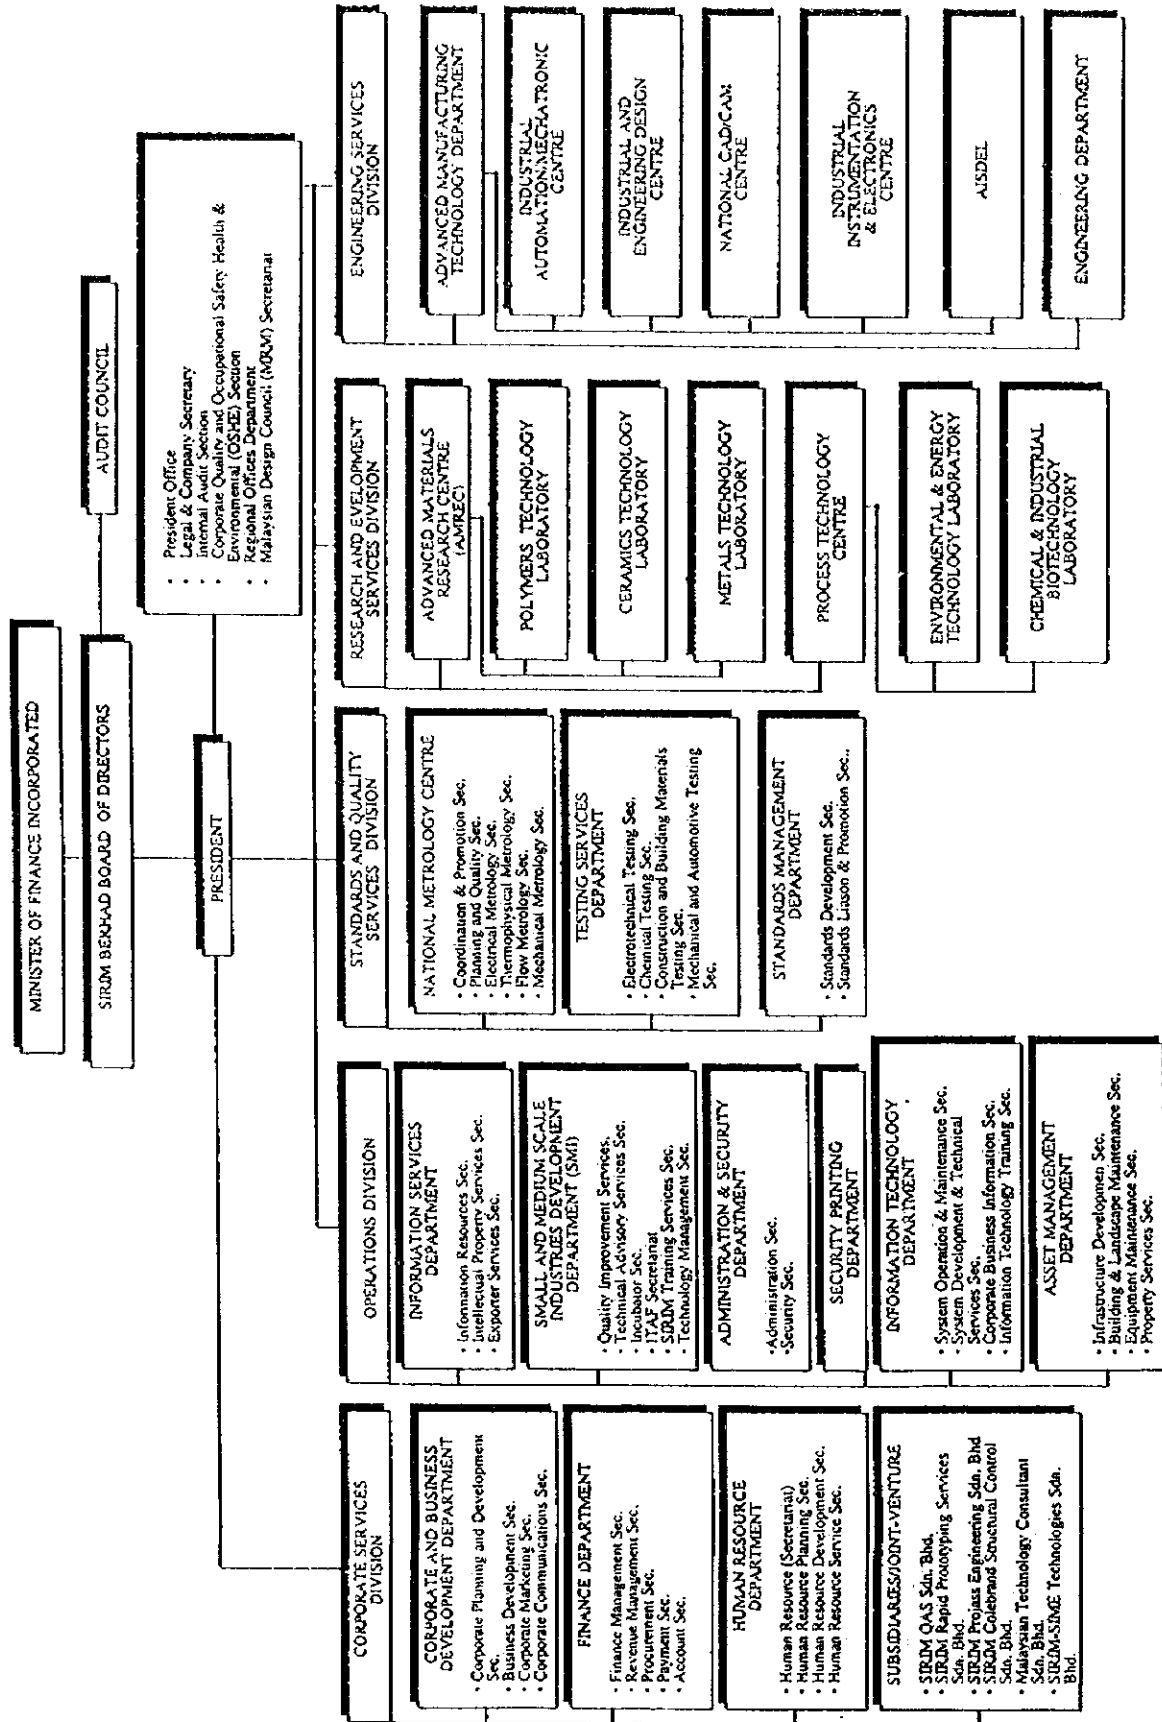 MINISTER OF FINANCE INCORPORATED
SIRIM BERHAD BOARD OF DIRECTORS
AUDIT COUNCIL
PRESIDENT
· President Office
· Legal & Company Secretary
· Internal Audit Section
· Corporate Quality and Occupational Safety Health &
Environmental (OSHE) Section
· Regional Offices Department
· Malaysian Design Council (MRM) Secretariat
CORPORATE SERVICES
DIVISION
CORPORATE AND BUSINESS
DEVELOPMENT DEPARTMENT
· Corporate Planning and Development
Sec.
· Business Development Sec.
· Corporate Marketing Sec.
· Corporate Communications Sec.
FINANCE DEPARTMENT
· Finance Management Sec.
· Revenue Management Sec.
· Procurement Sec.
· Payment Sec.
· Account Sec.
HUMAN RESOURCE
DEPARTMENT
· Human Resource (Secretariat)
· Human Resource Planning Sec.
· Human Resource Development Sec.
· Human Resource Service Sec.
SUBSIDIARES/JOINT-VENTURE
· SIRIM QAS Sdn. Bhd.
· SIRIM Rapid Prototyping Services
Sdn. Bhd.
· SIRIM Projass Engineering Sdn. Bhd
· SIRIM Colebrand Structural Control
Sdn. Bhd.
· Malaysian Technology Consultant
Sdn. Bhd.
· SIRIM-SIME Technologies Sdn.
Bhd.
OPERATIONS DIVISION
INFORMATION SERVICES
DEPARTMENT
· Information Resources Sec.
· Intellectual Property Services Sec.
· Exporter Services Sec.
SMALL AND MEDIUM SCALE
INDUSTRIES DEVELOPMENT
DEPARTMENT (SMI)
· Quality Improvement Services.
· Technical Advisory Services Sec.
· Incubator Sec.
· ITAF Secretariat
· SIRIM Training Services Sec.
· Technology Management Sec.
ADMINISTRATION & SECURITY
DEPARTMENT
· Administration Sec.
· Security Sec.
SECURITY PRINTING
DEPARTMENT
INFORMATION TECHNOLOGY
DEPARTMENT
· System Operation & Maintenance Sec.
· System Development & Technical
Services Sec.
· Corporate Business Information Sec.
· Information Technology Training Sec.
ASSET MANAGEMENT
DEPARTMENT
· Infrastructure Developmen Sec.
· Building & Landscape Maintenance Sec.
· Equipment Maintenance Sec.
· Property Services Sec.
STANDARDS AND QUALITY
SERVICES DIVISION
NATIONAL METROLOGY CENTRE
· Coordination & Promotion Sec.
· Planning and Quality Sec.
· Electrical Metrology Sec.
· Thermophysical Metrology Sec.
· Flow Metrology Sec.
· Mechanical Metrology Sec.
TESTING SERVICES
DEPARTMENT
· Electrotechnical Testing Sec.
· Chemical Testing Sec.
· Construction and Building Materials
Testing Sec.
· Mechanical and Automotive Testing
Sec.
STANDARDS MANAGEMENT
DEPARTMENT
· Standards Development Sec.
· Standards Liason & Promotion Sec.
RESEARCH AND EVELOPMENT
SERVICES DIVISION
ADVANCED MATERIALS
RESEARCH CENTRE
(AMREC)
POLYMERS TECHNOLOGY
LABORATORY
CERAMICS TECHNOLOGY
LABORATORY
METALS TECHNOLOGY
LABORATORY
PROCESS TECHNOLOGY
CENTRE
ENVIRONMENTAL & ENERGY
TECHNOLOGY LABORATORY
CHEMICAL & INDUSTRIAL
BIOTECHNOLOGY
LABORATORY
ENGINEERING SERVICES
DIVISION
ADVANCED MANUFACTURING
TECHNOLOGY DEPARTMENT
INDUSTRIAL
AUTOMATION/MECHATRONIC
CENTRE
INDUSTRIAL AND
ENGINEERING DESIGN
CENTRE
NATIONAL CAD/CAM
CENTRE
INDUSTRIAL
INSTRUMENTATION
& ELECTRONICS
CENTRE
AISDEL
ENGINEERING DEPARTMENT